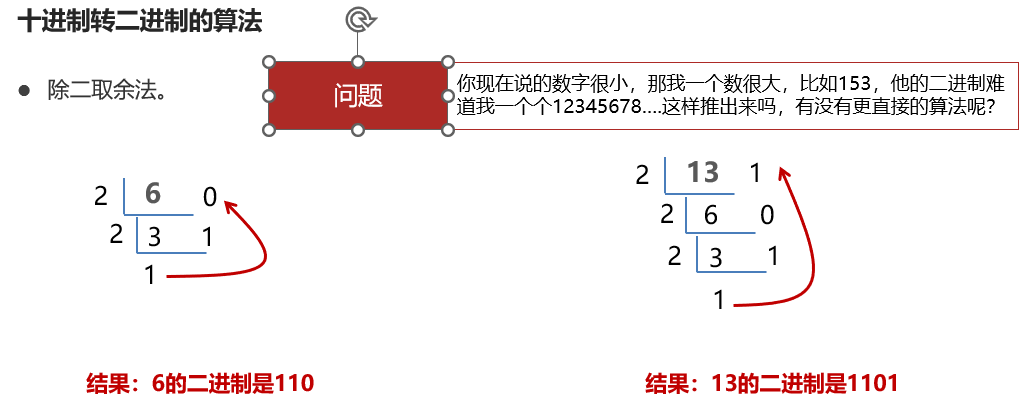 十进制转二进制的算法
● 除二取余法。
问题
你现在说的数字很小，那我一个数很大，比如153，他的二进制难
道我一个个12345678....这样推出来吗，有没有更直接的算法呢?
2 6 0
2 3 1
1
2 13 1
2 6 0
2 3 1
1
结果：6的二进制是110
结果：13的二进制是1101